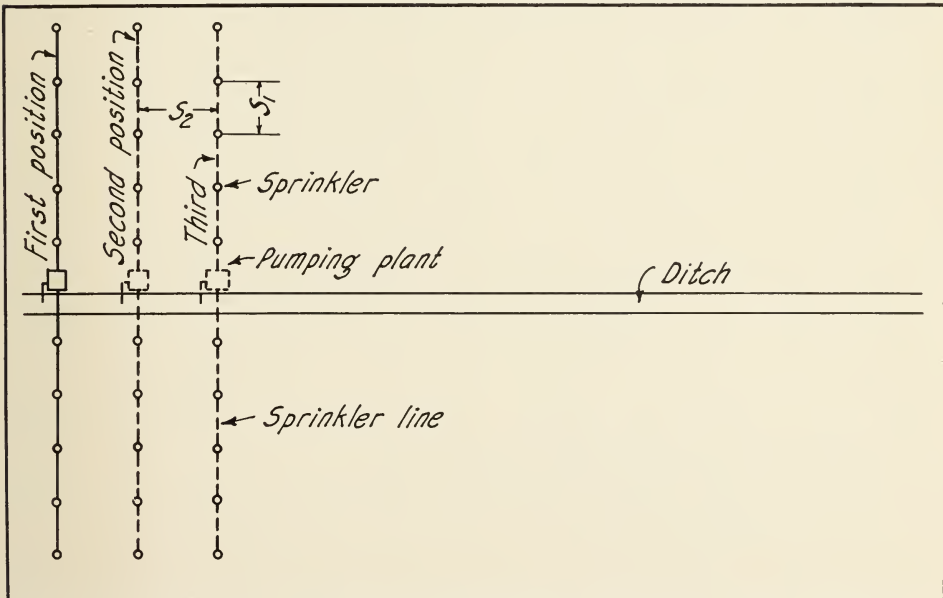 First position
Second position
Third
S₂
S₁
Sprinkler
Pumping plant
Ditch
Sprinkler line